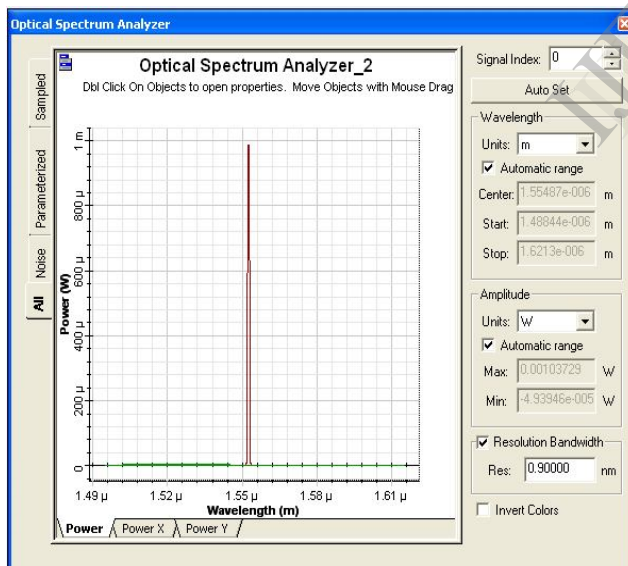 Optical Spectrum Analyzer
Optical Spectrum Analyzer_2
Dbl Click On Objects to open properties. Move Objects with Mouse Drag
Sampled
Parameterized
Noise
All
Power (W)
1 m
800 µ
600 µ
400 µ
200 µ
0
1.49 µ 1.52 µ 1.55 µ 1.58 µ 1.61 µ
Wavelength (m)
Power Power X Power Y
Signal Index: 0
Auto Set
Wavelength
Units: m
Automatic range
Center: 1.55487e-006 m
Start: 1.48844e-006 m
Stop: 1.6213e-006 m
Amplitude
Units: W
Automatic range
Max: 0.00103729 W
Min: -4.93946e-005 W
Resolution Bandwidth
Res: 0.90000 nm
Invert Colors